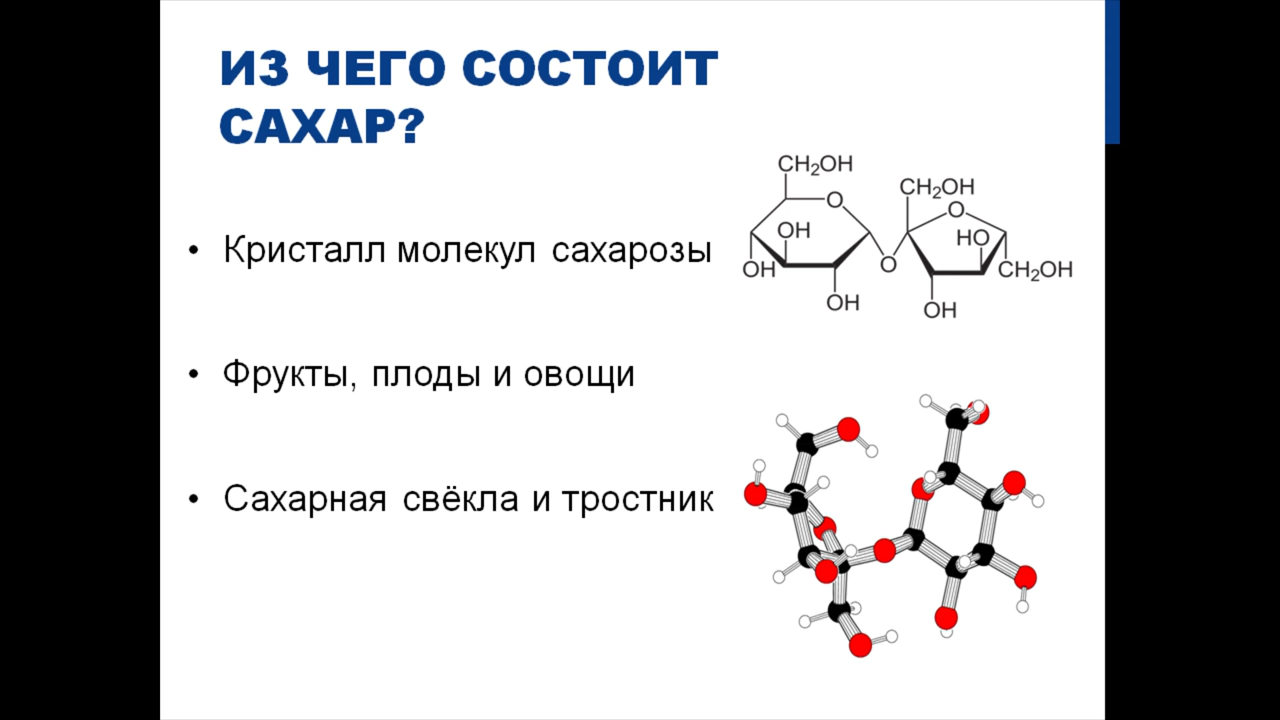 ИЗ ЧЕГО СОСТОИТ
САХАР?
• Кристалл молекул сахарозы
• Фрукты, плоды и овощи
• Сахарная свёкла и тростник
CH₂OH
O
OH
OH
OH
O
CH₂OH
O
HO
CH₂OH
OH